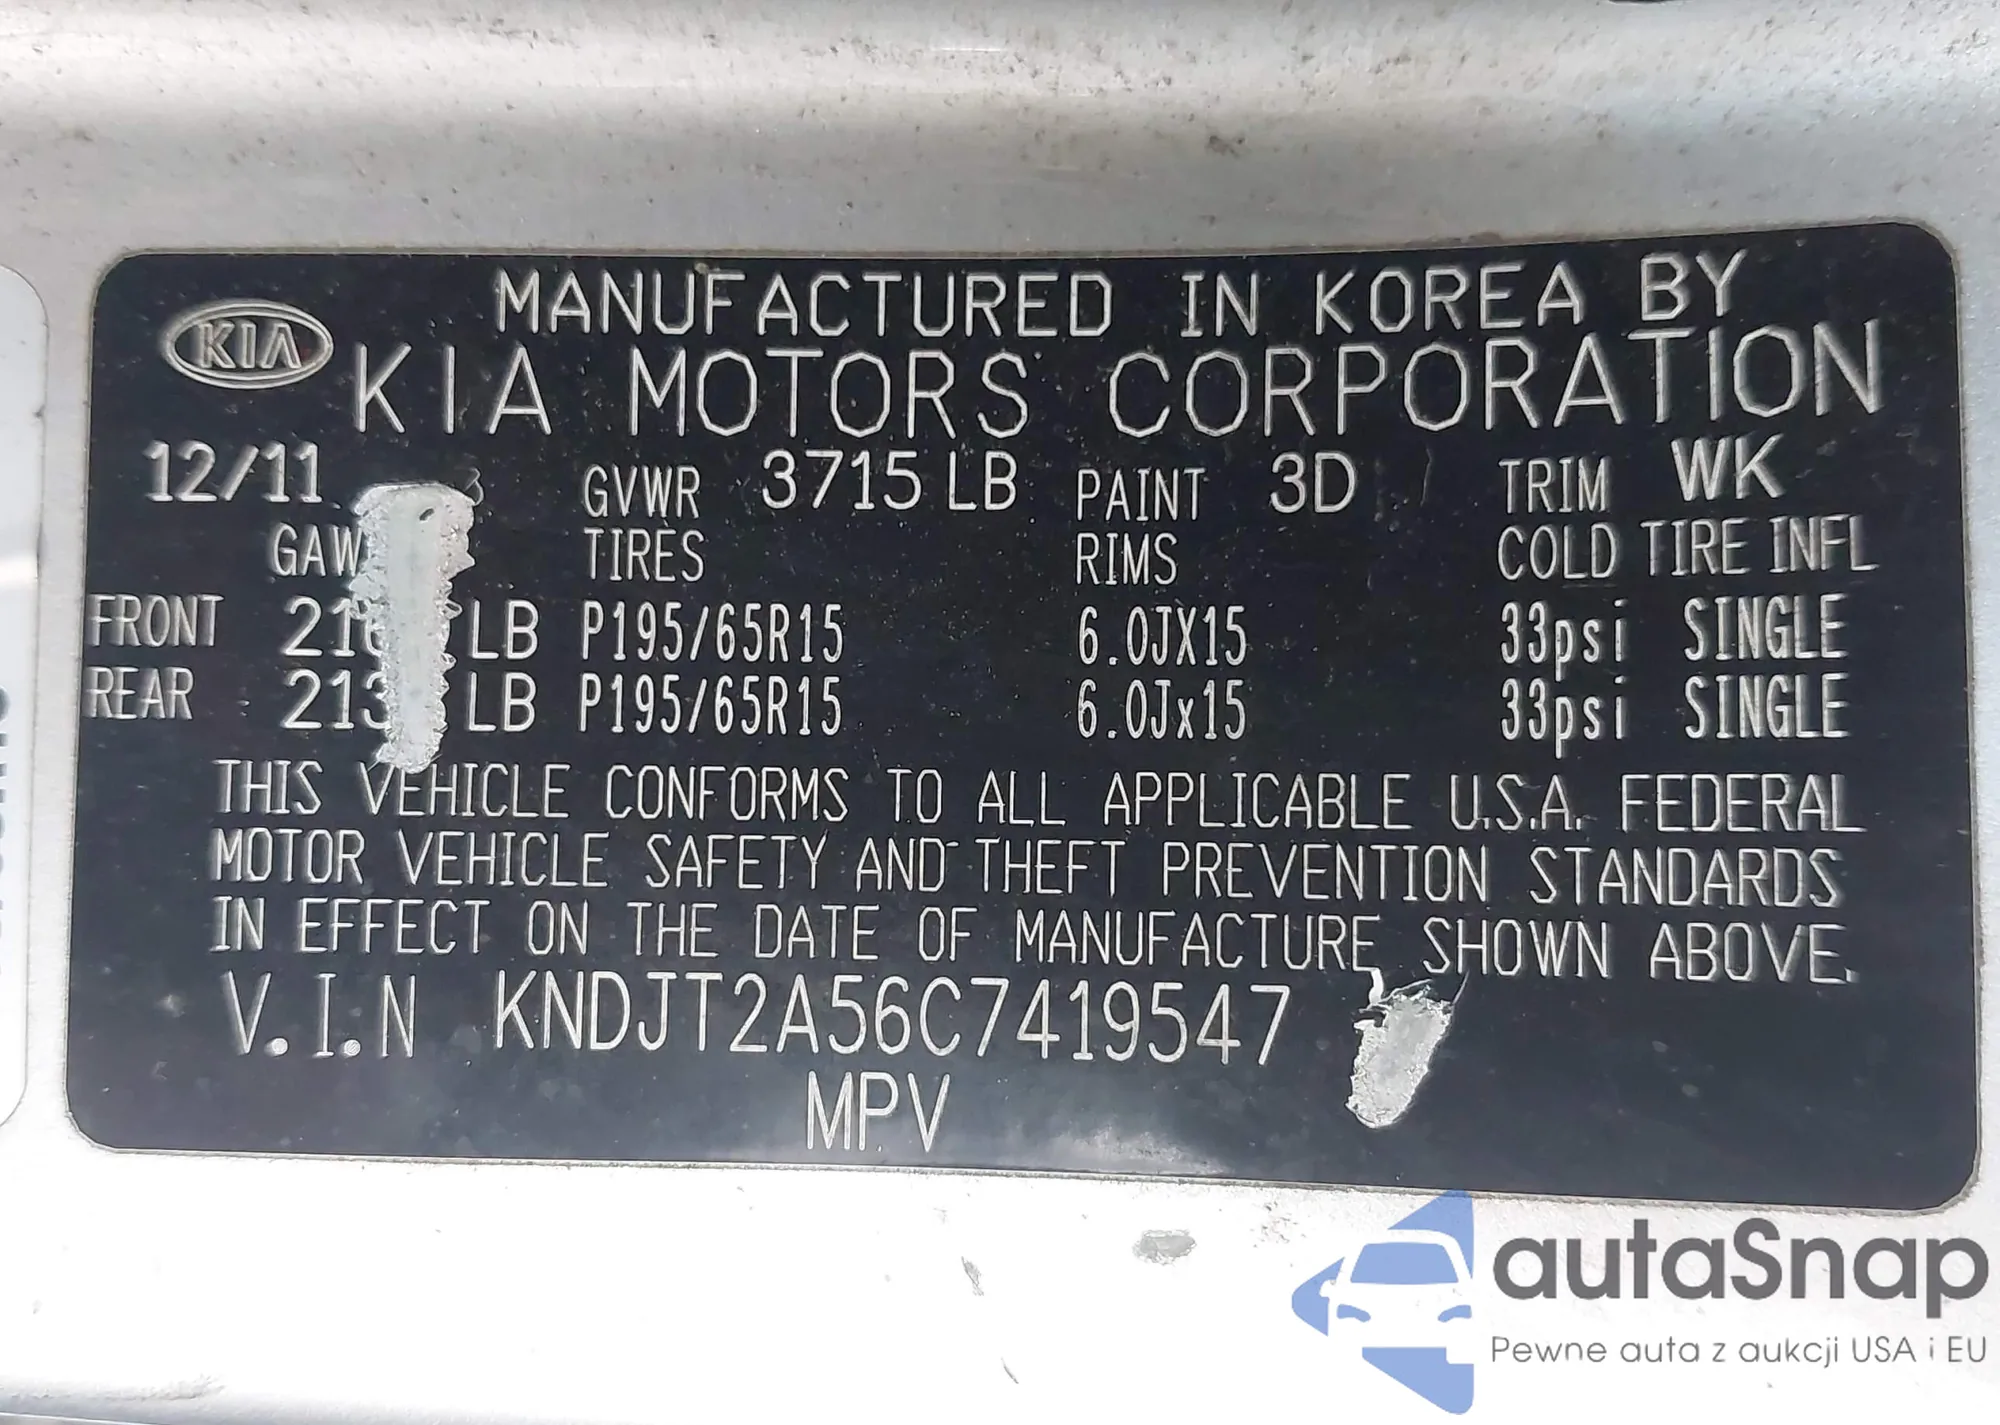 MANUFACTURED IN KOREA BY
KIA
KIA MOTORS CORPORATION
12/11 GVWR 3715 LB PAINT 3D TRIM WK
TIRES RIMS COLD TIRE INFL
FRONT LB P195/65R15 6.0JX15 33psi SINGLE
REAR LB P195/65R15 6.0Jx15 33psi SINGLE
THIS VEHICLE CONFORMS TO ALL APPLICABLE U.S.A. FEDERAL
MOTOR VEHICLE SAFETY AND THEFT PREVENTION STANDARDS
IN EFFECT ON THE DATE OF MANUFACTURE SHOWN ABOVE.
V.I.N KNDJT2A56C7419547
MPV
autaSnap
Pewne auta z aukcji USA i EU